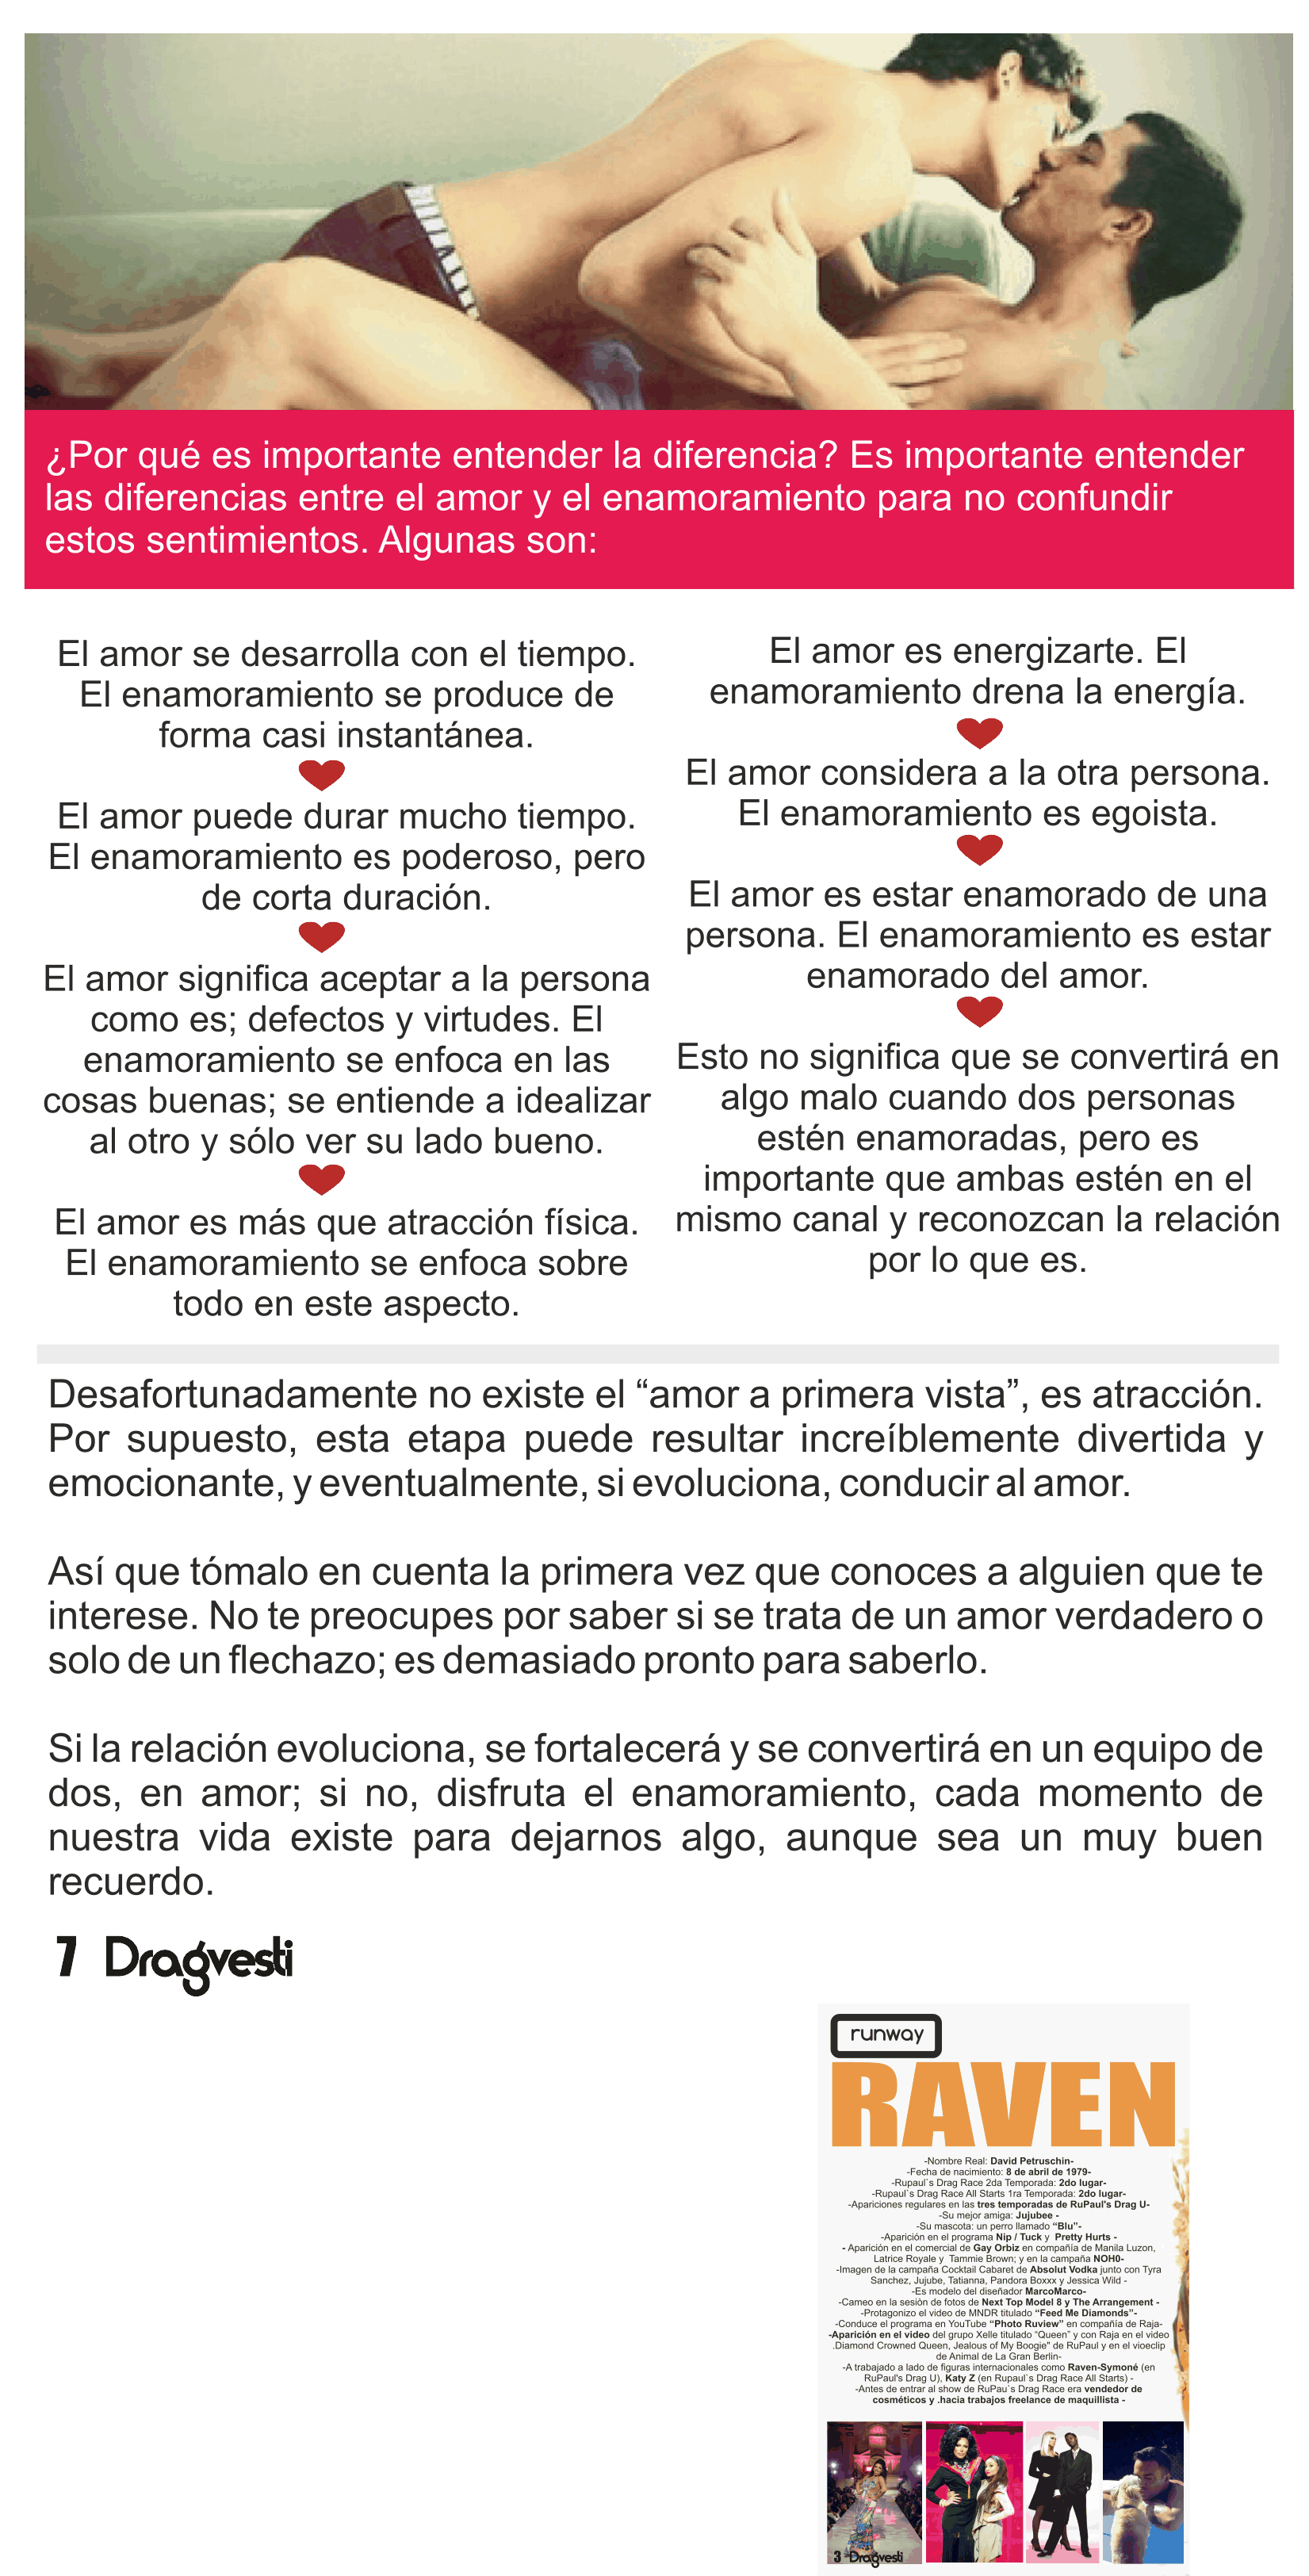 ¿Por qué es importante entender la diferencia? Es importante entender
las diferencias entre el amor y el enamoramiento para no confundir
estos sentimientos. Algunas son:
El amor se desarrolla con el tiempo.
El enamoramiento se produce de
forma casi instantánea.
El amor puede durar mucho tiempo.
El enamoramiento es poderoso, pero
de corta duración.
El amor significa aceptar a la persona
como es; defectos y virtudes. El
enamoramiento se enfoca en las
cosas buenas; se entiende a idealizar
al otro y sólo ver su lado bueno.
El amor es más que atracción física.
El enamoramiento se enfoca sobre
todo en este aspecto.
El amor es energizarte. El
enamoramiento drena la energía.
El amor considera a la otra persona.
El enamoramiento es egoista.
El amor es estar enamorado de una
persona. El enamoramiento es estar
enamorado del amor.
Esto no significa que se convertirá en
algo malo cuando dos personas
estén enamoradas, pero es
importante que ambas estén en el
mismo canal y reconozcan la relación
por lo que es.
Desafortunadamente no existe el “amor a primera vista”, es atracción.
Por supuesto, esta etapa puede resultar increíblemente divertida y
emocionante, y eventualmente, si evoluciona, conducir al amor.
Así que tómalo en cuenta la primera vez que conoces a alguien que te
interese. No te preocupes por saber si se trata de un amor verdadero o
solo de un flechazo; es demasiado pronto para saberlo.
Si la relación evoluciona, se fortalecerá y se convertirá en un equipo de
dos, en amor; si no, disfruta el enamoramiento, cada momento de
nuestra vida existe para dejarnos algo, aunque sea un muy buen
recuerdo.
7 Dragvesti
runway
RAVEN
-Nombre Real: David Petruschin-
-Fecha de nacimiento: 8 de abril de 1979-
-Rupaul`s Drag Race 2da Temporada: 2do lugar-
-Rupaul`s Drag Race All Starts 1ra Temporada: 2do lugar-
-Apariciones regulares en las tres temporadas de RuPaul's Drag U-
-Su mejor amiga: Jujubee -
-Su mascota: un perro llamado “Blu”-
-Aparición en el programa Nip / Tuck y Pretty Hurts -
- Aparición en el comercial de Gay Orbiz en compañía de Manila Luzon,
Latrice Royale y Tammie Brown; y en la campaña NOH0-
-Imagen de la campaña Cocktail Cabaret de Absolut Vodka junto con Tyra
Sanchez, Jujube, Tatianna, Pandora Boxxx y Jessica Wild -
-Es modelo del diseñador MarcoMarco-
-Cameo en la sesión de fotos de Next Top Model 8 y The Arrangement -
-Protagonizo el video de MNDR titulado “Feed Me Diamonds”-
-Conduce el programa en YouTube “Photo Ruview” en compañía de Raja-
-Aparición en el video del grupo Xelle titulado “Queen” y con Raja en el video
.Diamond Crowned Queen, Jealous of My Boogie" de RuPaul y en el vioeclip
de Animal de La Gran Berlin-
-A trabajado a lado de figuras internacionales como Raven-Symoné (en
RuPaul's Drag U), Katy Z (en Rupaul`s Drag Race All Starts) -
-Antes de entrar al show de RuPau`s Drag Race era vendedor de
cosméticos y .hacia trabajos freelance de maquillista -
3 Dragvesti